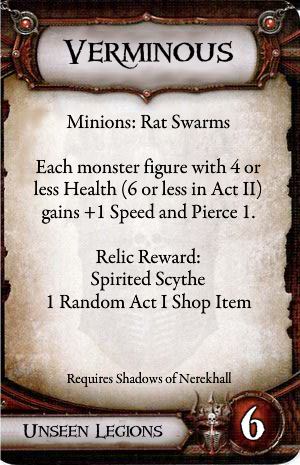 Verminous
Minions: Rat Swarms
Each monster figure with 4 or
less Health (6 or less in Act II)
gains +1 Speed and Pierce 1.
Relic Reward:
Spirited Scythe
1 Random Act I Shop Item
Requires Shadows of Nerekhall
Unseen Legions
6